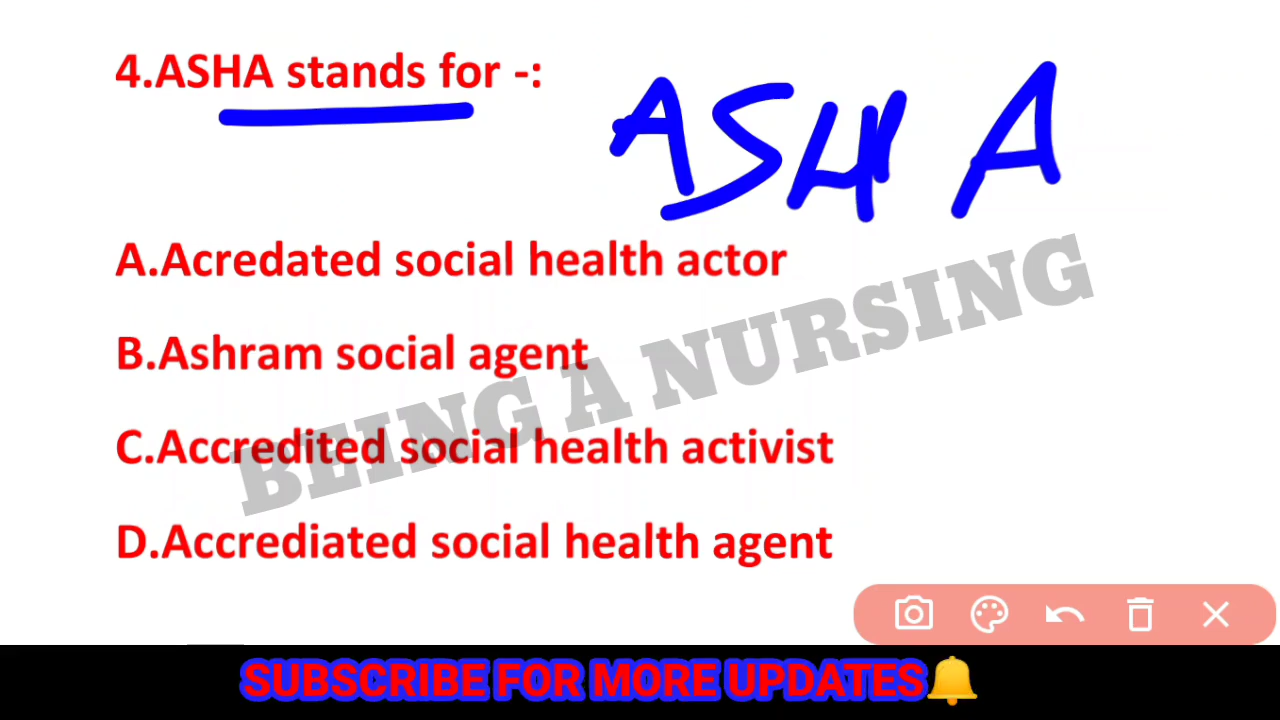 4.ASHA stands for -:
ASHA
A.Acredated social health actor
B.Ashram social agent
C.Accredited social health activist
D.Accrediated social health agent
BEING A NURSING
SUBSCRIBE FOR MORE UPDATES🔔